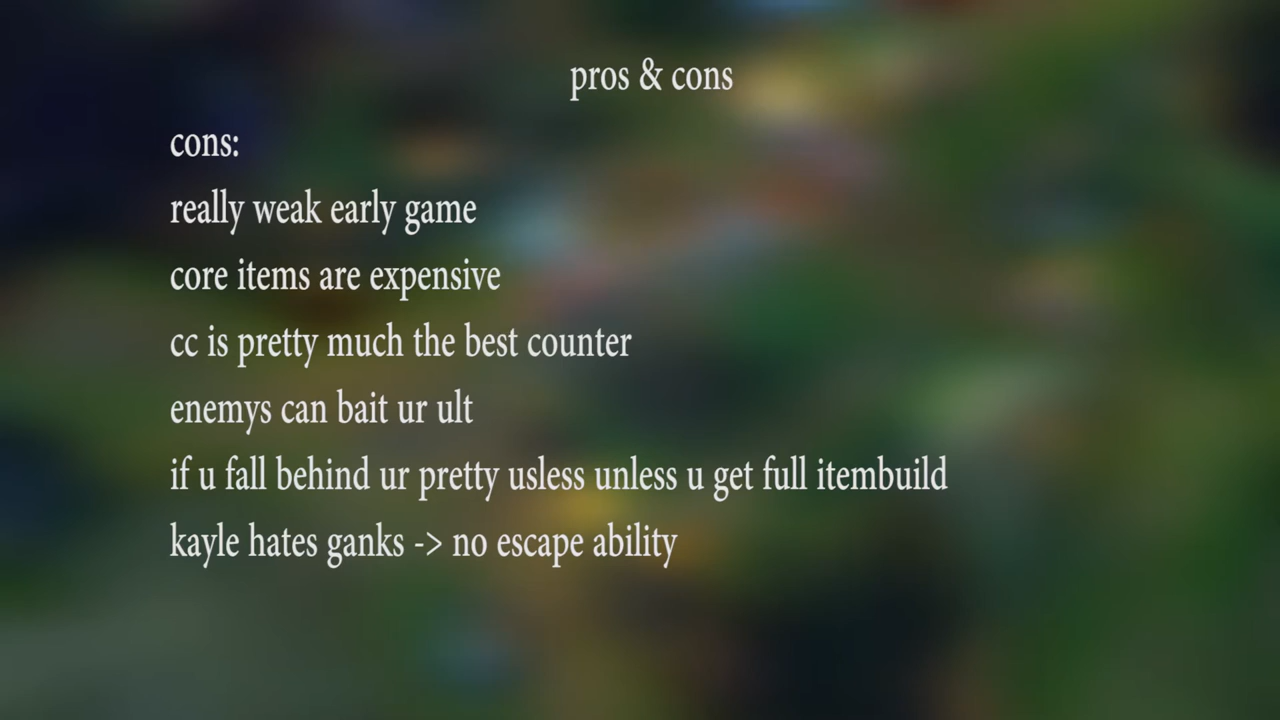 pros & cons
cons:
really weak early game
core items are expensive
cc is pretty much the best counter
enemys can bait ur ult
if u fall behind ur pretty usless unless u get full itembuild
kayle hates ganks -> no escape ability